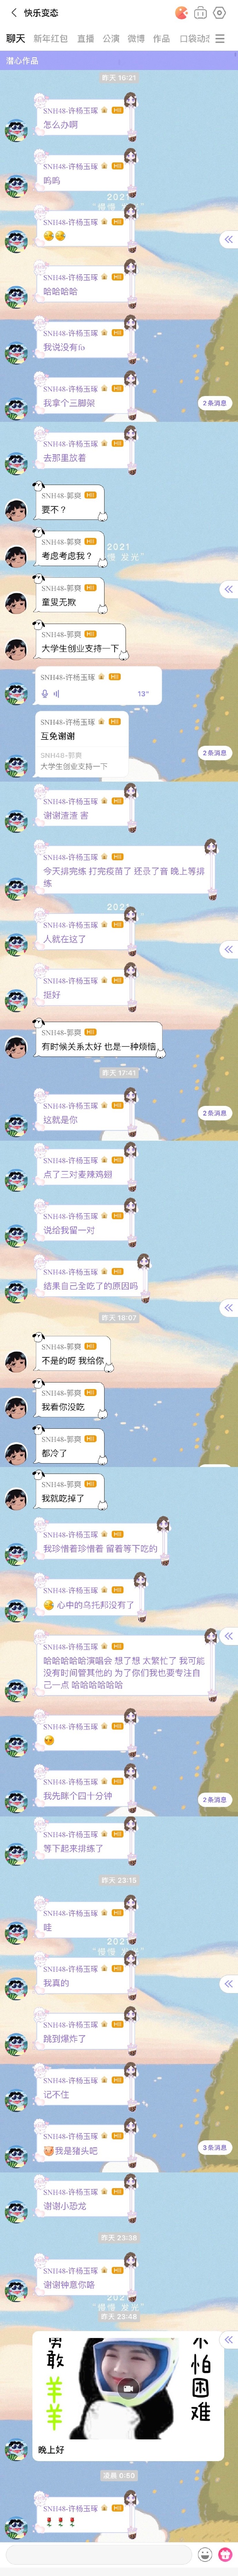 快乐变态
聊天 新年红包 直播 公演 微博 作品 口袋动态
潜心作品
昨天 16:21
SNH48-许杨玉琢
怎么办啊
SNH48-许杨玉琢
呜呜
2021
SNH48-许杨玉琢
SNH48-许杨玉琢
哈哈哈哈
SNH48-许杨玉琢
我说没有fo
SNH48-许杨玉琢
我拿个三脚架
2条消息
SNH48-许杨玉琢
去那里放着
SNH48-郭爽
要不？
SNH48-郭爽
考虑考虑我？
2021
"慢慢 发光"
SNH48-郭爽
童叟无欺
SNH48-郭爽
大学生创业支持一下
SNH48-许杨玉琢
13"
SNH48-许杨玉琢
互免谢谢
SNH48-郭爽
大学生创业支持一下
2条消息
SNH48-许杨玉琢
谢谢渣渣 害
SNH48-许杨玉琢
今天排完练 打完疫苗了 还录了音 晚上等排
练
SNH48-许杨玉琢
人就在这了
SNH48-许杨玉琢
挺好
SNH48-郭爽
有时候关系太好 也是一种烦恼
昨天 17:41
SNH48-许杨玉琢
这就是你
2条消息
SNH48-许杨玉琢
点了三对麦辣鸡翅
SNH48-许杨玉琢
说给我留一对
SNH48-许杨玉琢
结果自己全吃了的原因吗
昨天 18:07
SNH48-郭爽
不是的呀 我给你
SNH48-郭爽
我看你没吃
SNH48-郭爽
都冷了
SNH48-郭爽
我就吃掉了
SNH48-许杨玉琢
我珍惜着珍惜着 留着等下吃的
SNH48-许杨玉琢
心中的乌托邦没有了
SNH48-许杨玉琢
哈哈哈哈哈演唱会 想了想 太繁忙了 我可能
没有时间管其他的 为了你们我也要专注自
己一点 哈哈哈哈哈哈
SNH48-许杨玉琢
SNH48-许杨玉琢
我先眯个四十分钟
2条消息
SNH48-许杨玉琢
等下起来排练了
昨天 23:15
SNH48-许杨玉琢
哇
SNH48-许杨玉琢
我真的
SNH48-许杨玉琢
跳到爆炸了
SNH48-许杨玉琢
记不住
SNH48-许杨玉琢
我是猪头吧
3条消息
SNH48-许杨玉琢
谢谢小恐龙
昨天 23:38
SNH48-许杨玉琢
谢谢钟意你略
昨天 23:48
勇敢
羊羊
不怕
困难
晚上好
凌晨 0:50
SNH48-许杨玉琢